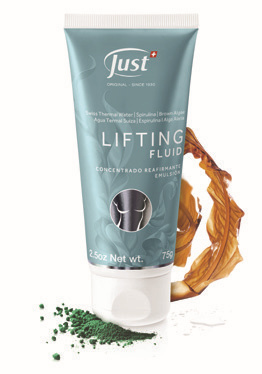 Just
ORIGINAL - SINCE 1930
Swiss Thermal Water | Spirulina | Brown Algae
Agua Termal Suiza | Espirulina | Alga Parda
LIFTING
FLUID
CONCENTRADO REAFIRMANTE
EMULSION
2.5oz Net wt. 75g